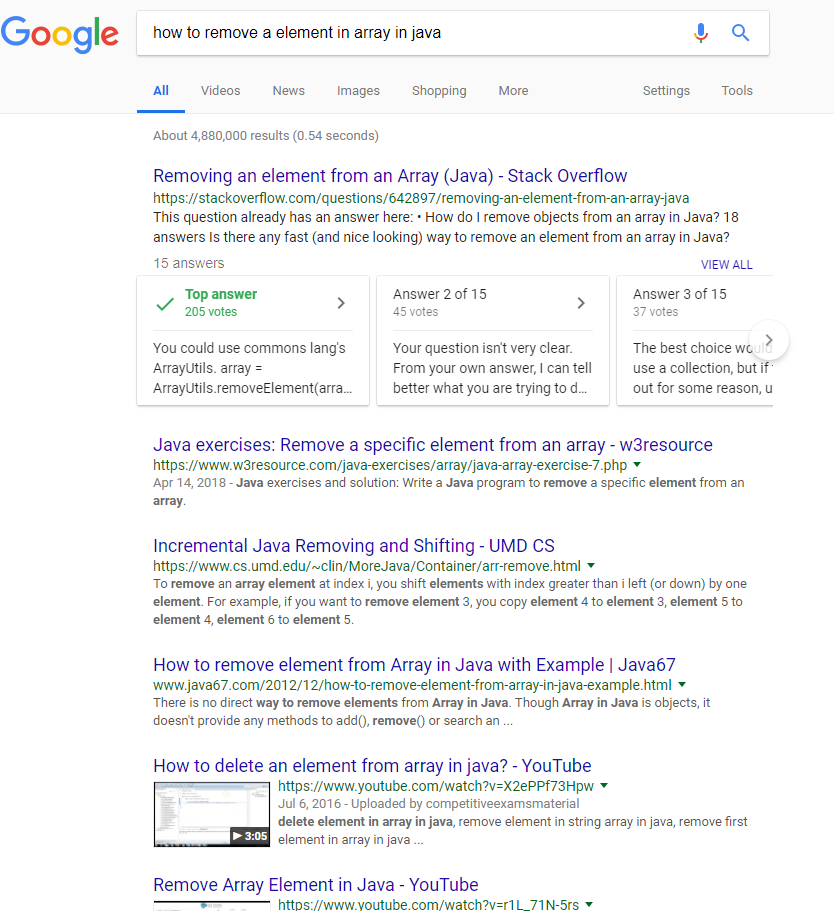 Google
how to remove a element in array in java
All Videos News Images Shopping More Settings Tools
About 4,880,000 results (0.54 seconds)
Removing an element from an Array (Java) - Stack Overflow
https://stackoverflow.com/questions/642897/removing-an-element-from-an-array-java
This question already has an answer here: • How do I remove objects from an array in Java? 18
answers Is there any fast (and nice looking) way to remove an element from an array in Java?
15 answers
VIEW ALL
Top answer
205 votes
You could use commons lang's
ArrayUtils. array =
ArrayUtils.removeElement(arra...
Answer 2 of 15
45 votes
Your question isn't very clear.
From your own answer, I can tell
better what you are trying to d...
Answer 3 of 15
37 votes
The best choice would
use a collection, but if
out for some reason, u
Java exercises: Remove a specific element from an array - w3resource
https://www.w3resource.com/java-exercises/array/java-array-exercise-7.php
Apr 14, 2018 - Java exercises and solution: Write a Java program to remove a specific element from an
array.
Incremental Java Removing and Shifting - UMD CS
https://www.cs.umd.edu/~clin/MoreJava/Container/arr-remove.html
To remove an array element at index i, you shift elements with index greater than i left (or down) by one
element. For example, if you want to remove element 3, you copy element 4 to element 3, element 5 to
element 4, element 6 to element 5.
How to remove element from Array in Java with Example | Java67
www.java67.com/2012/12/how-to-remove-element-from-array-in-java-example.html
There is no direct way to remove elements from Array in Java. Though Array in Java is objects, it
doesn't provide any methods to add(), remove() or search an ...
How to delete an element from array in java? - YouTube
https://www.youtube.com/watch?v=X2ePPf73Hpw
Jul 6, 2016 - Uploaded by competitiveexamsmaterial
delete element in array in java, remove element in string array in java, remove first
element in array in java ...
3:05
Remove Array Element in Java - YouTube
https://www.youtube.com/watch?v=r1L_71N-5rs